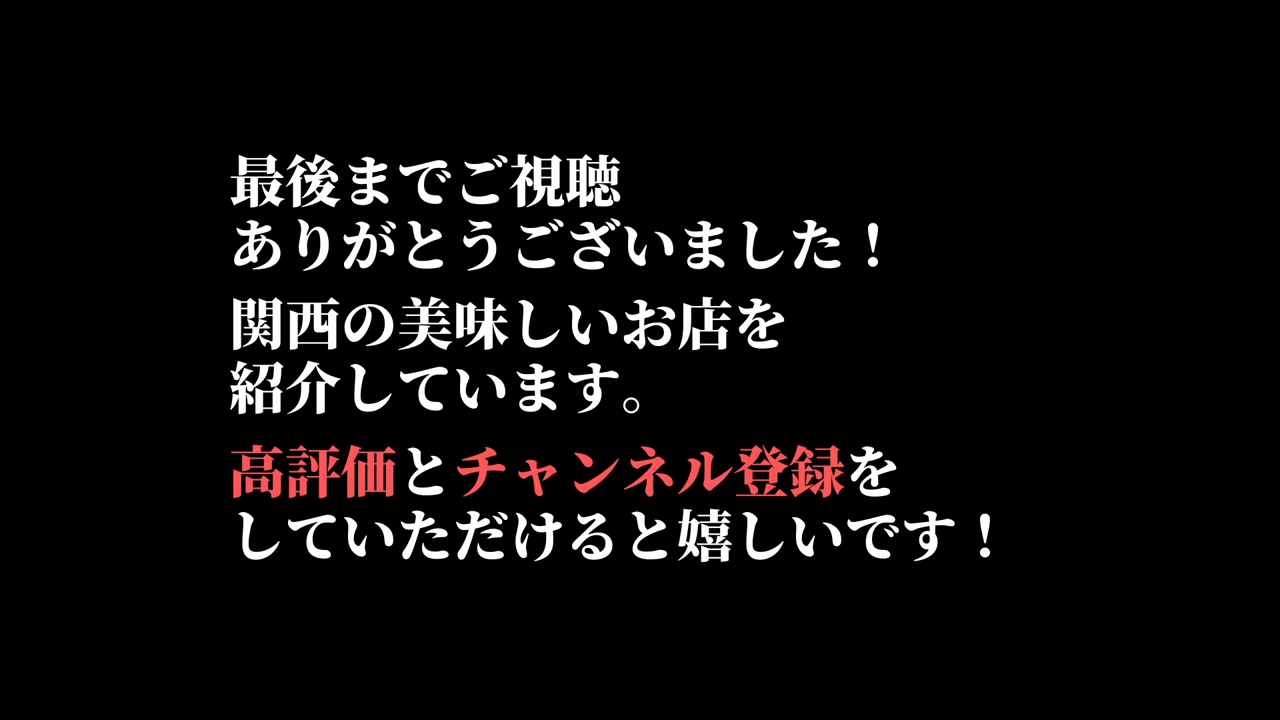 最後までご視聴
ありがとうございました！
関西の美味しいお店を
紹介しています。
高評価とチャンネル登録を
していただけると嬉しいです！